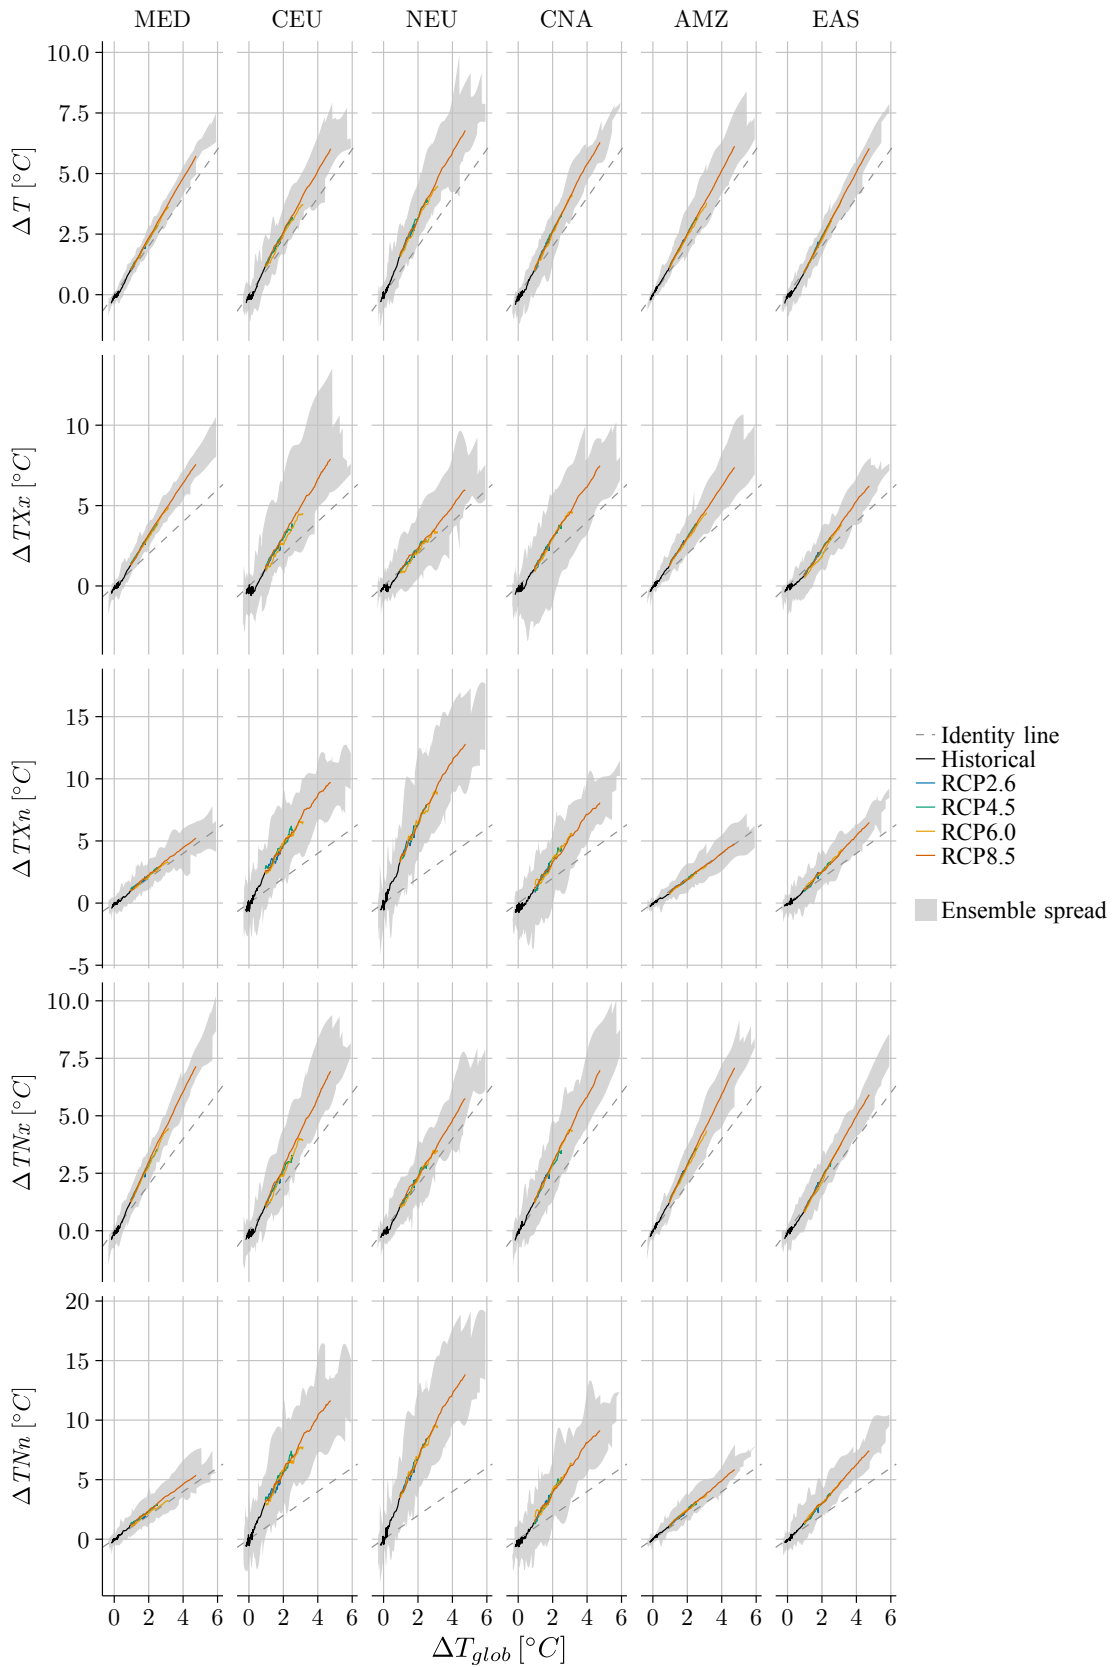 MED CEU NEU CNA AMZ EAS
10.0
7.5
5.0
2.5
0.0
ΔT [°C]
10
5
0
ΔTXx [°C]
15
10
5
0
-5
ΔTXn [°C]
10.0
7.5
5.0
2.5
0.0
ΔTNx [°C]
20
15
10
5
0
ΔTNn [°C]
0 2 4 6 0 2 4 6 0 2 4 6 0 2 4 6 0 2 4 6 0 2 4 6
ΔT_glob [°C]
Identity line
Historical
RCP2.6
RCP4.5
RCP6.0
RCP8.5
Ensemble spread